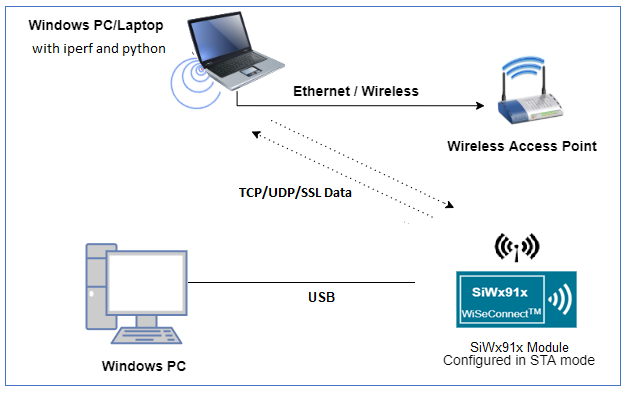 Windows PC/Laptop
with iperf and python
Ethernet / Wireless
Wireless Access Point
TCP/UDP/SSL Data
SiWx91x
WiSeConnect™
USB
SiWx91x Module
Configured in STA mode
Windows PC